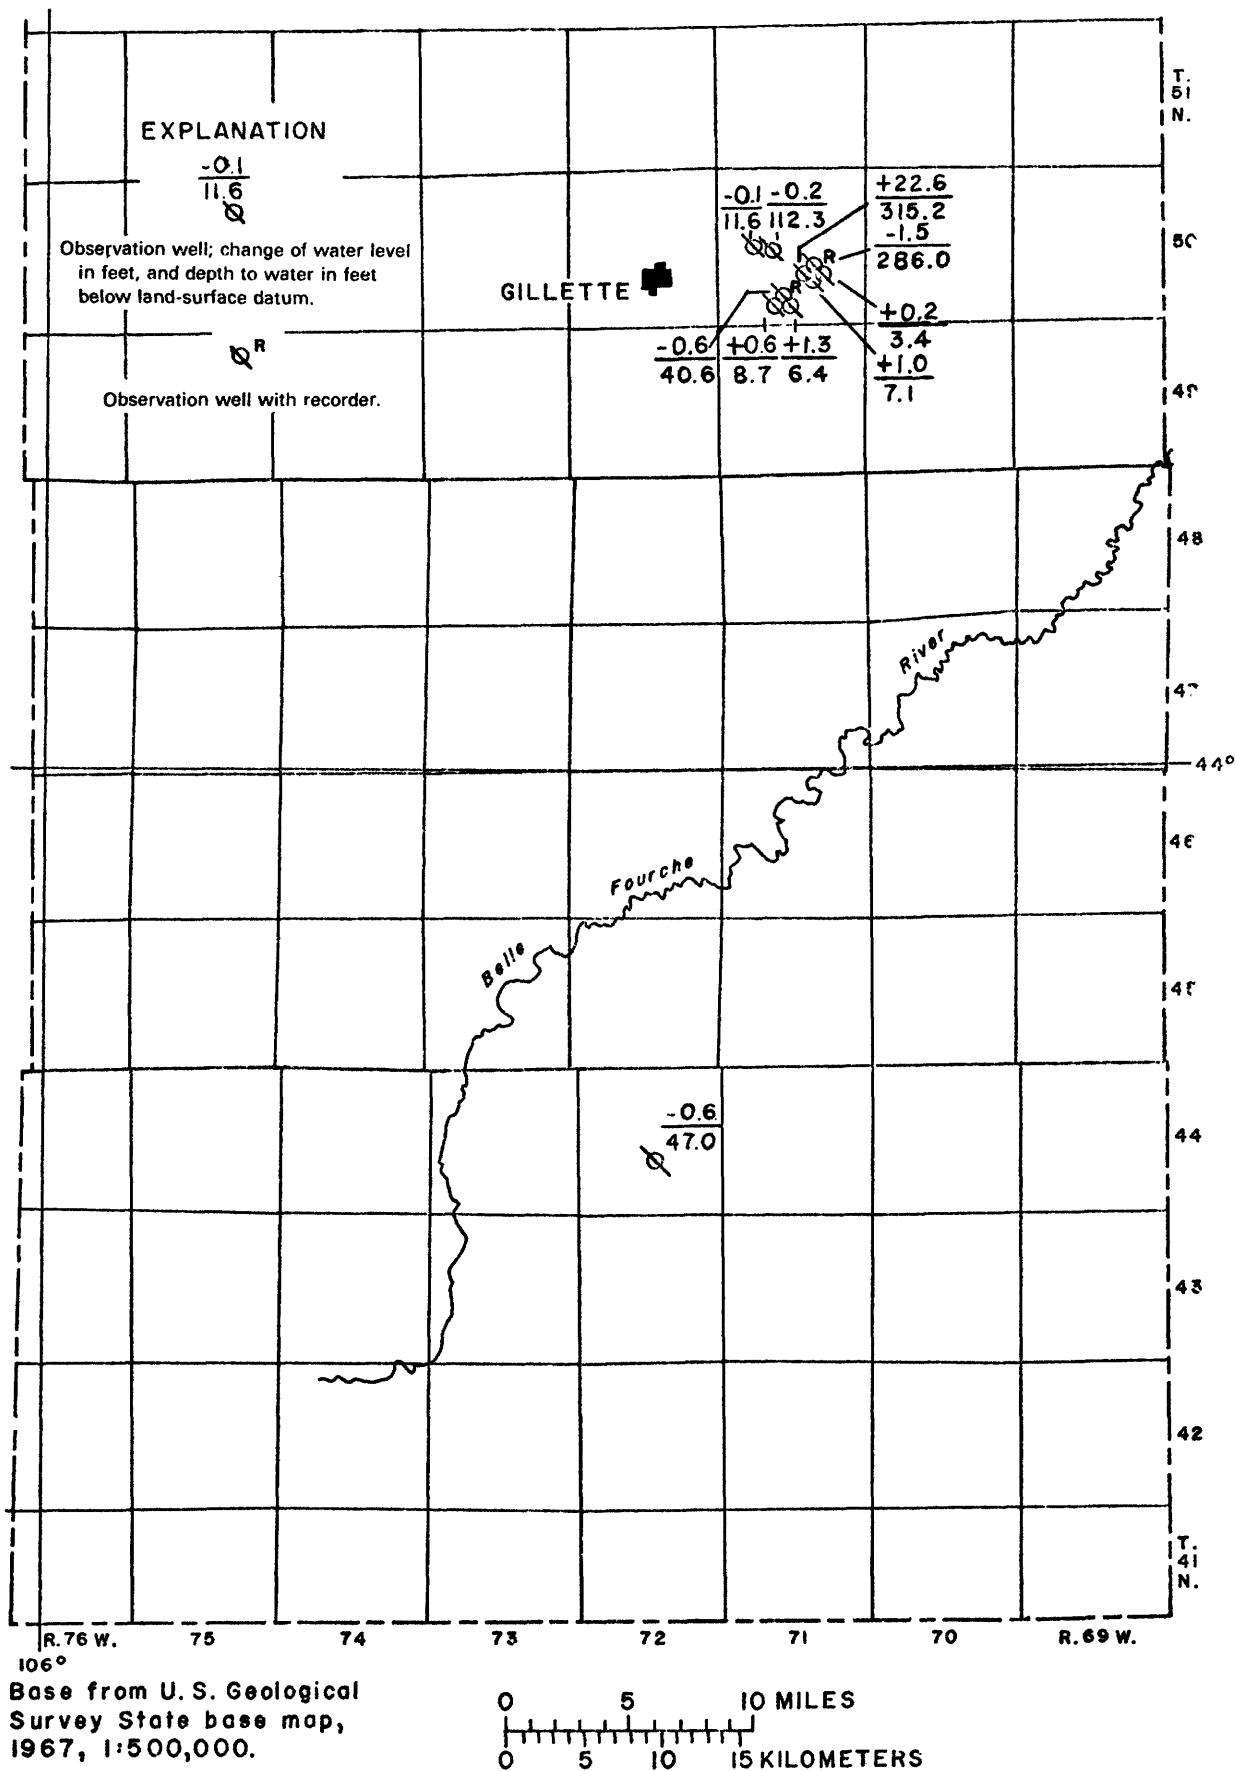 T.
51
N.
EXPLANATION
-0.1
11.6
Observation well; change of water level
in feet, and depth to water in feet
below land-surface datum.
R
Observation well with recorder.
GILLETTE
-0.1
11.6
-0.2
112.3
+22.6
315.2
-1.5
286.0
R
R
+0.2
3.4
+1.0
7.1
-0.6
40.6
+0.6
8.7
+1.3
6.4
48
River
44°
Fourche
Belle
-0.6
47.0
44
43
42
T.
41
N.
R. 76 W. 75 74 73 72 71 70 R. 69 W.
106°
Base from U. S. Geological
Survey State base map,
1967, 1:500,000.
0 5 10 MILES
0 5 10 15 KILOMETERS